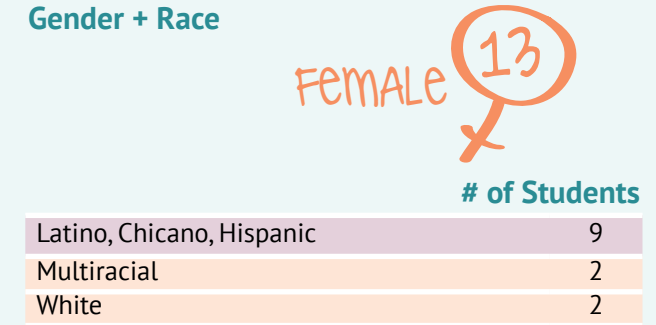 Gender + Race
FEMALE 13
# of Students
Latino, Chicano, Hispanic 9
Multiracial 2
White 2